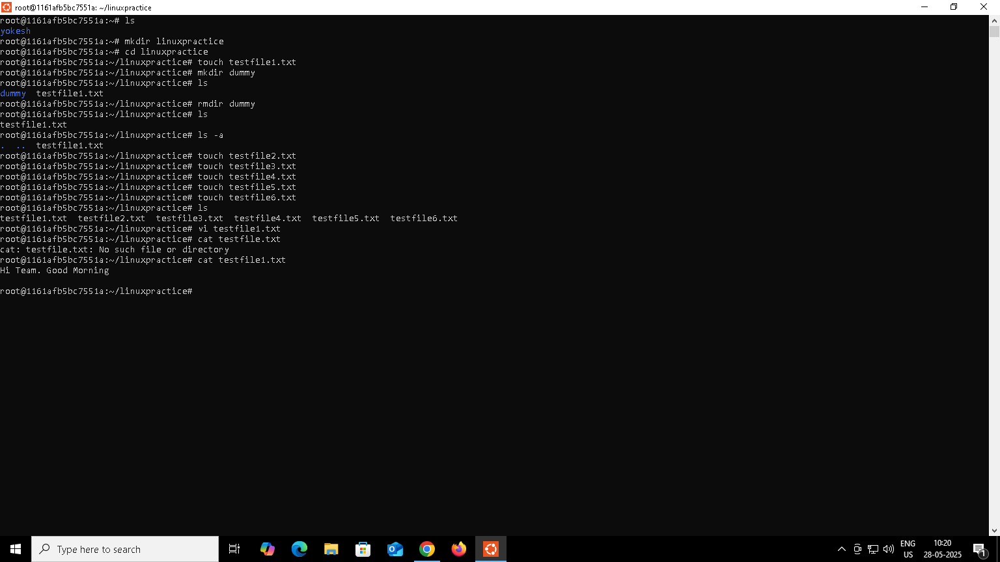 root@1161afb5bc7551a: ~/linuxpractice
root@1161afb5bc7551a:~# ls
yokesh
root@1161afb5bc7551a:~# mkdir linuxpractice
root@1161afb5bc7551a:~# cd linuxpractice
root@1161afb5bc7551a:~/linuxpractice# touch testfile1.txt
root@1161afb5bc7551a:~/linuxpractice# mkdir dummy
root@1161afb5bc7551a:~/linuxpractice# ls
dummy  testfile1.txt
root@1161afb5bc7551a:~/linuxpractice# rmdir dummy
root@1161afb5bc7551a:~/linuxpractice# ls
testfile1.txt
root@1161afb5bc7551a:~/linuxpractice# ls -a
.  ..  testfile1.txt
root@1161afb5bc7551a:~/linuxpractice# touch testfile2.txt
root@1161afb5bc7551a:~/linuxpractice# touch testfile3.txt
root@1161afb5bc7551a:~/linuxpractice# touch testfile4.txt
root@1161afb5bc7551a:~/linuxpractice# touch testfile5.txt
root@1161afb5bc7551a:~/linuxpractice# touch testfile6.txt
root@1161afb5bc7551a:~/linuxpractice# ls
testfile1.txt  testfile2.txt  testfile3.txt  testfile4.txt  testfile5.txt  testfile6.txt
root@1161afb5bc7551a:~/linuxpractice# vi testfile1.txt
root@1161afb5bc7551a:~/linuxpractice# cat testfile.txt
cat: testfile.txt: No such file or directory
root@1161afb5bc7551a:~/linuxpractice# cat testfile1.txt
Hi Team. Good Morning
root@1161afb5bc7551a:~/linuxpractice#
Type here to search
ENG
US
10:20
28-05-2025
1